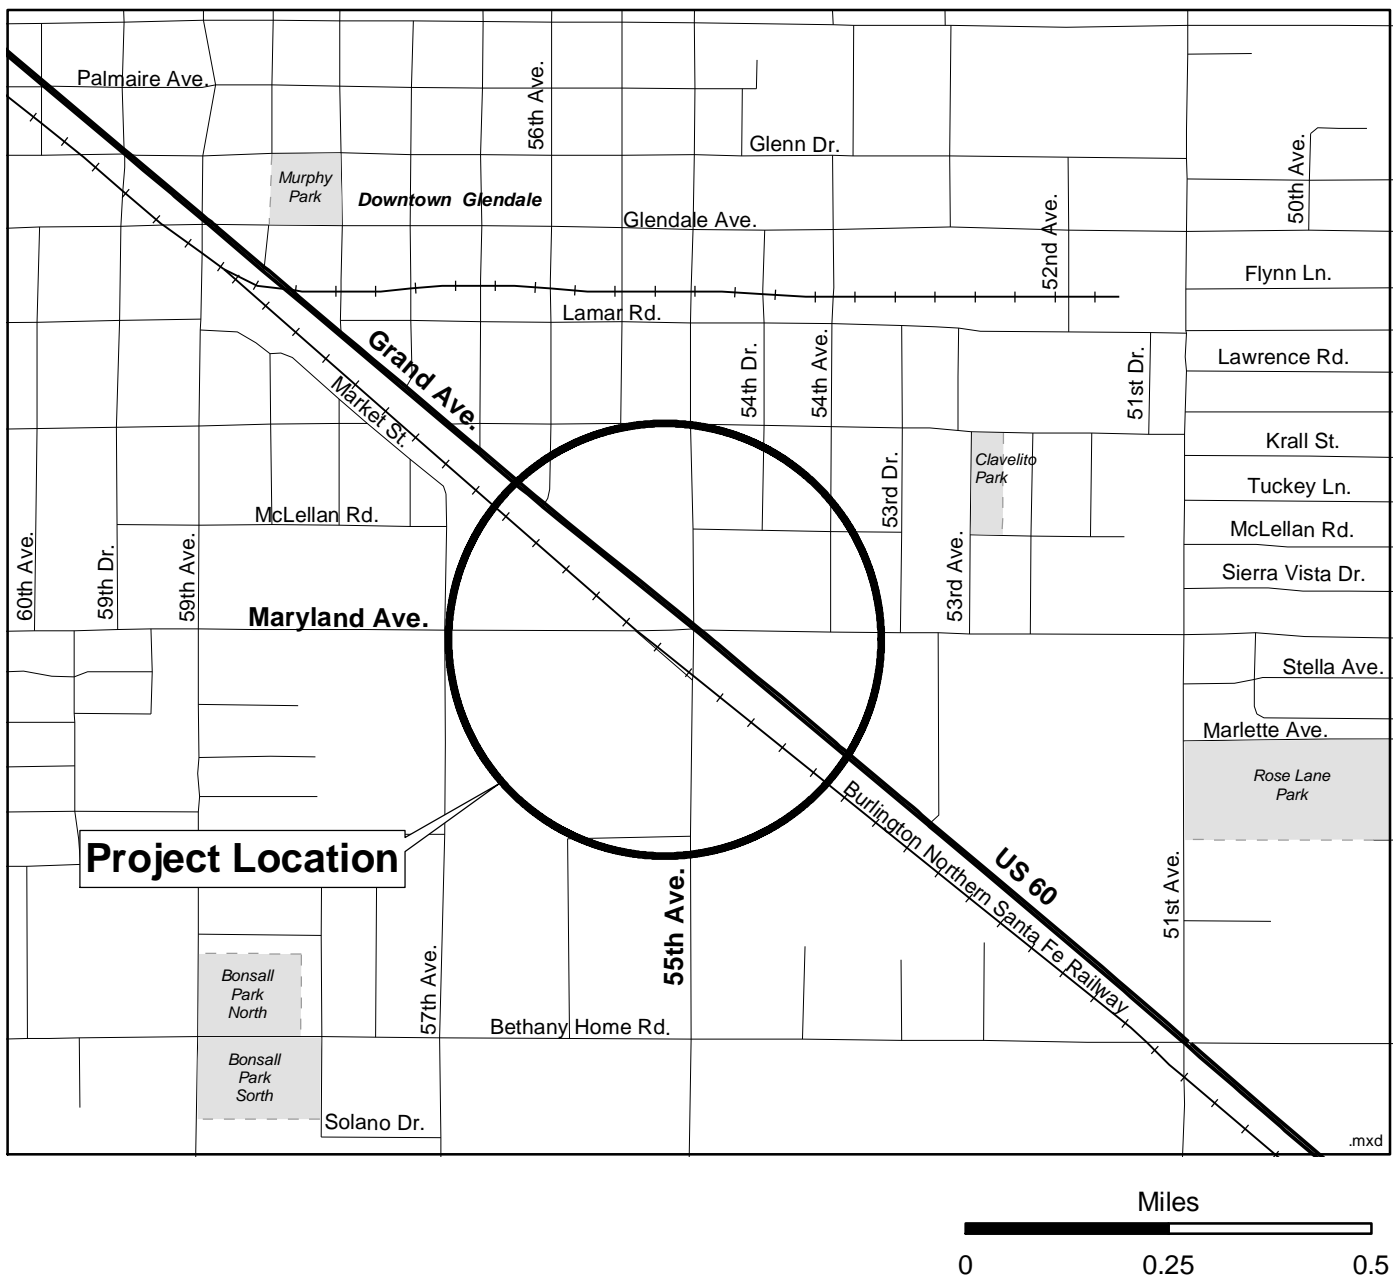 Palmaire Ave.
56th Ave.
Glenn Dr.
50th Ave.
Murphy
Park
Downtown Glendale
Glendale Ave.
52nd Ave.
Flynn Ln.
Lamar Rd.
Grand Ave.
Market St.
54th Dr.
54th Ave.
51st Dr.
Lawrence Rd.
Krall St.
Clavelito
Park
53rd Dr.
Tuckey Ln.
McLellan Rd.
McLellan Rd.
60th Ave.
59th Dr.
59th Ave.
53rd Ave.
Sierra Vista Dr.
Maryland Ave.
Stella Ave.
Marlette Ave.
Rose Lane
Park
Burlington Northern Santa Fe Railway
US 60
Project Location
55th Ave.
51st Ave.
57th Ave.
Bonsall
Park
North
Bethany Home Rd.
Bonsall
Park
Sorth
Solano Dr.
.mxd
Miles
0 0.25 0.5